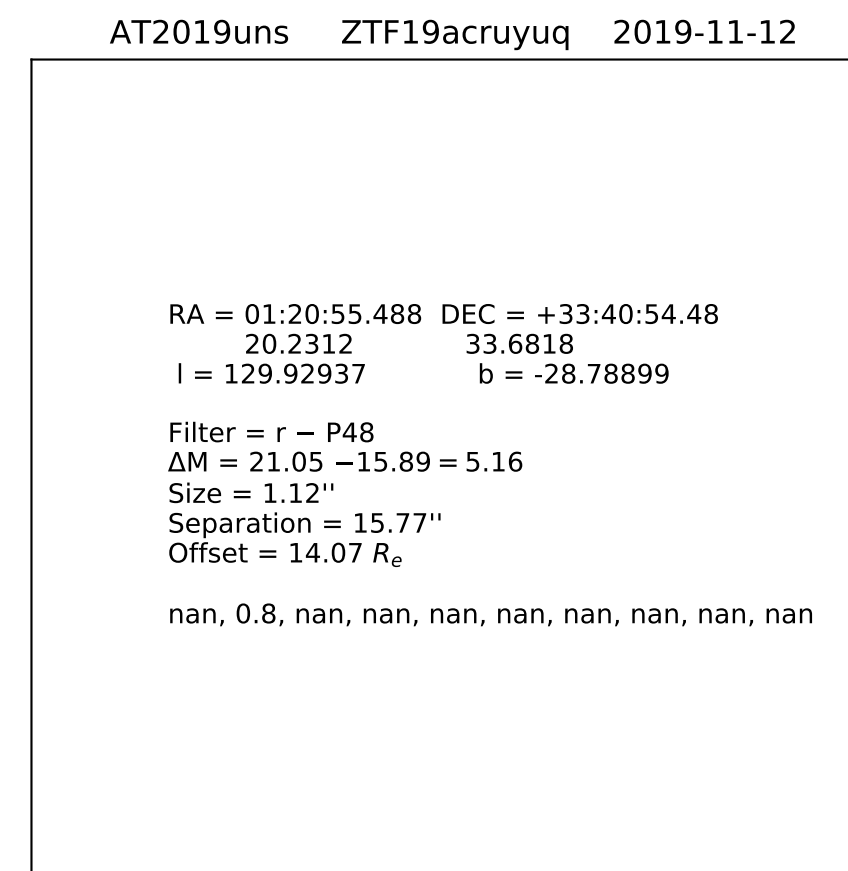 AT2019uns ZTF19acruyuq 2019-11-12
RA = 01:20:55.488 DEC = +33:40:54.48
20.2312 33.6818
l = 129.92937 b = -28.78899
Filter = r − P48
ΔM = 21.05 −15.89 = 5.16
Size = 1.12''
Separation = 15.77''
Offset = 14.07 Re
nan, 0.8, nan, nan, nan, nan, nan, nan, nan, nan